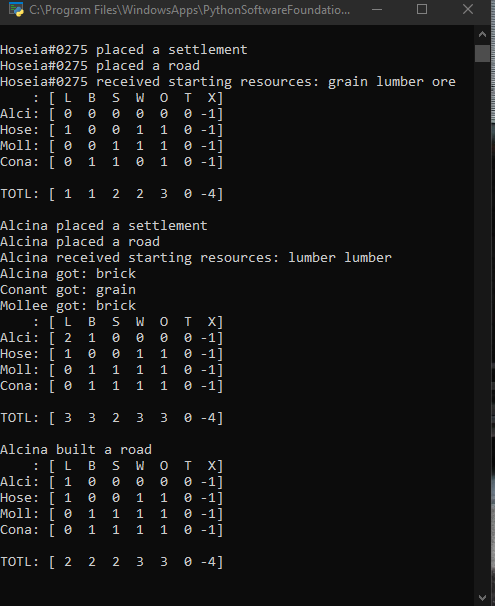 C:\Program Files\WindowsApps\PythonSoftwareFoundatio...
Hoseia#0275 placed a settlement
Hoseia#0275 placed a road
Hoseia#0275 received starting resources: grain lumber ore
    : [ L  B  S  W  O  T  X]
Alci: [ 0  0  0  0  0  0 -1]
Hose: [ 1  0  0  1  1  0 -1]
Moll: [ 0  0  1  1  1  0 -1]
Cona: [ 0  1  1  0  1  0 -1]
TOTL: [ 1  1  2  2  3  0 -4]
Alcina placed a settlement
Alcina placed a road
Alcina received starting resources: lumber lumber
Alcina got: brick
Conant got: grain
Mollee got: brick
    : [ L  B  S  W  O  T  X]
Alci: [ 2  1  0  0  0  0 -1]
Hose: [ 1  0  0  1  1  0 -1]
Moll: [ 0  1  1  1  1  0 -1]
Cona: [ 0  1  1  1  1  0 -1]
TOTL: [ 3  3  2  3  3  0 -4]
Alcina built a road
    : [ L  B  S  W  O  T  X]
Alci: [ 1  0  0  0  0  0 -1]
Hose: [ 1  0  0  1  1  0 -1]
Moll: [ 0  1  1  1  1  0 -1]
Cona: [ 0  1  1  1  1  0 -1]
TOTL: [ 2  2  2  3  3  0 -4]